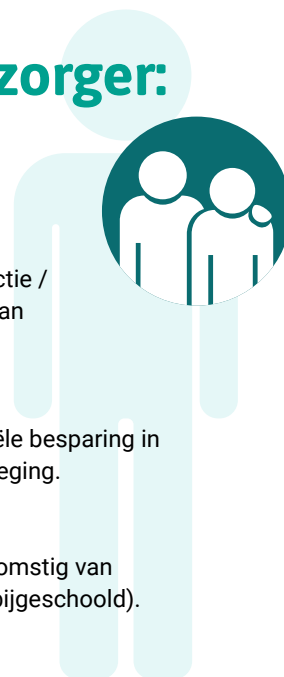 zorger:
ctie /
an
ële besparing in
eging.
omstig van
bijgeschoold).